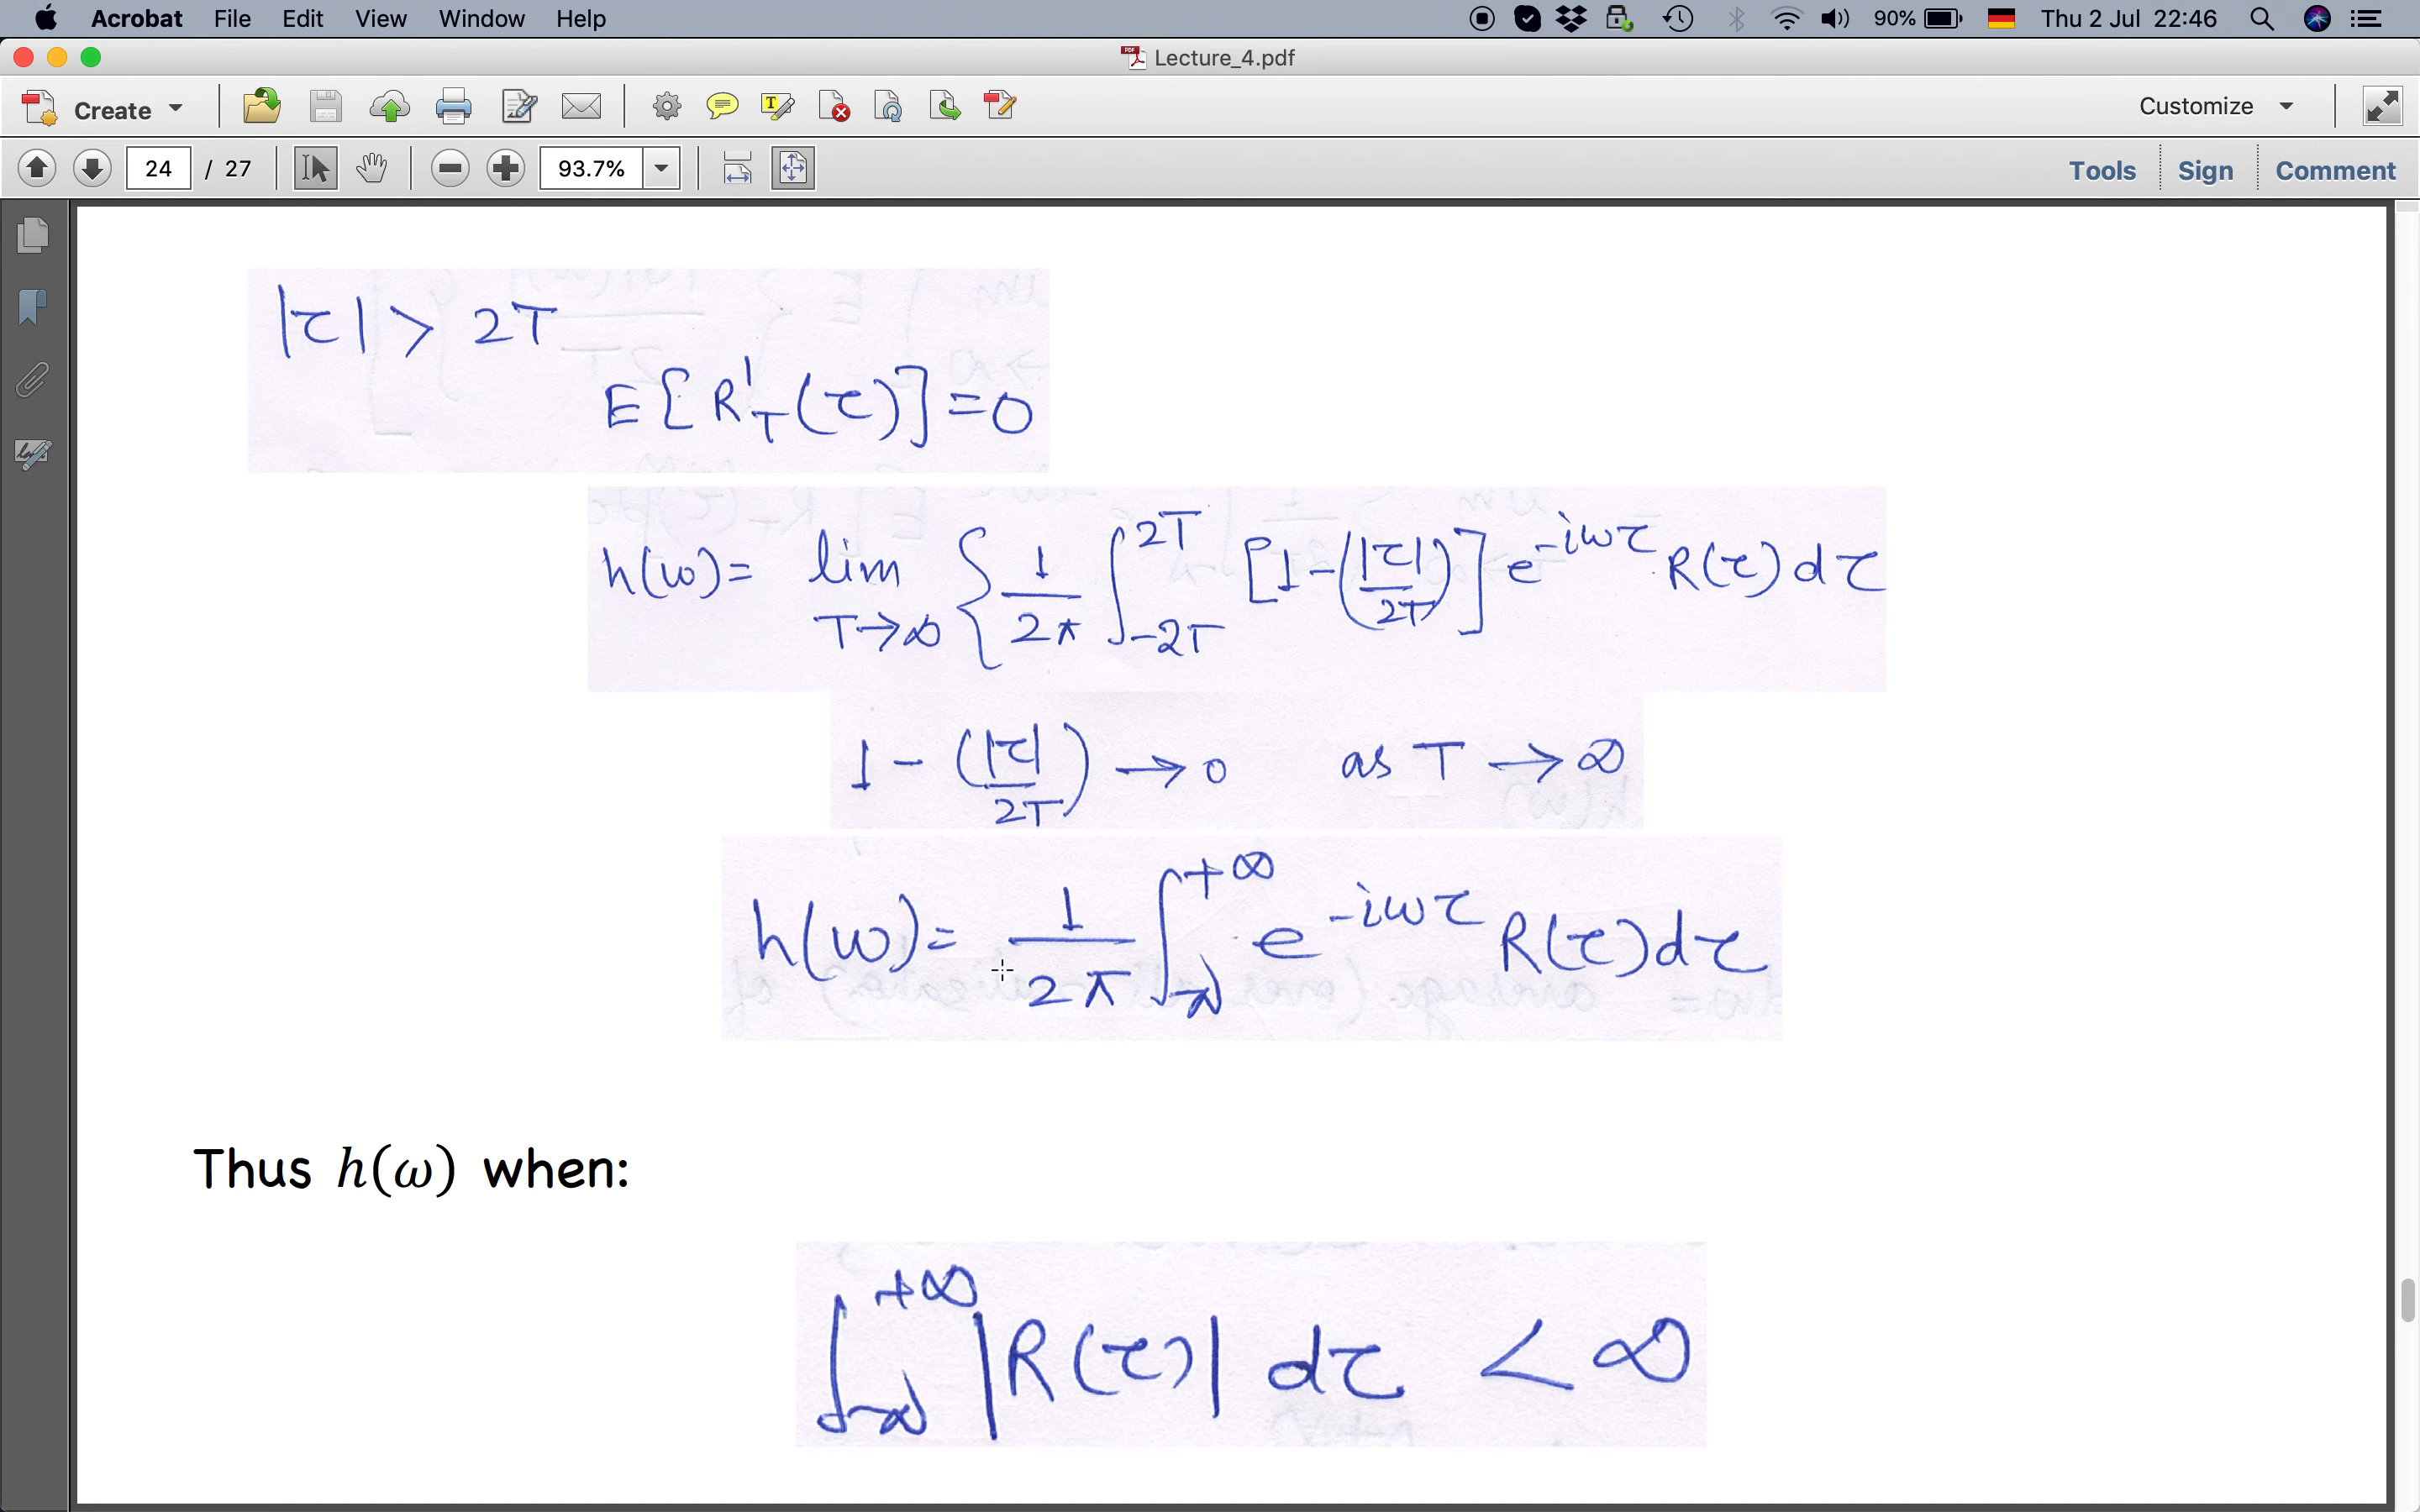 Acrobat File Edit View Window Help 90% Thu 2 Jul 22:46
Lecture_4.pdf
Create Customize
24 / 27 93.7% Tools Sign Comment
|τ| > 2T
E[R'_T(τ)] = 0
h(ω) = lim_{T→∞} { 1/2π ∫_{-2T}^{2T} [1-(|τ|/2T)] e^{-iωτ} R(τ) dτ
1 - (|τ|/2T) → 0 as T → ∞
h(ω) = 1/2π ∫_{-∞}^{+∞} e^{-iωτ} R(τ) dτ
Thus h(ω) when:
∫_{-∞}^{+∞} |R(τ)| dτ < ∞